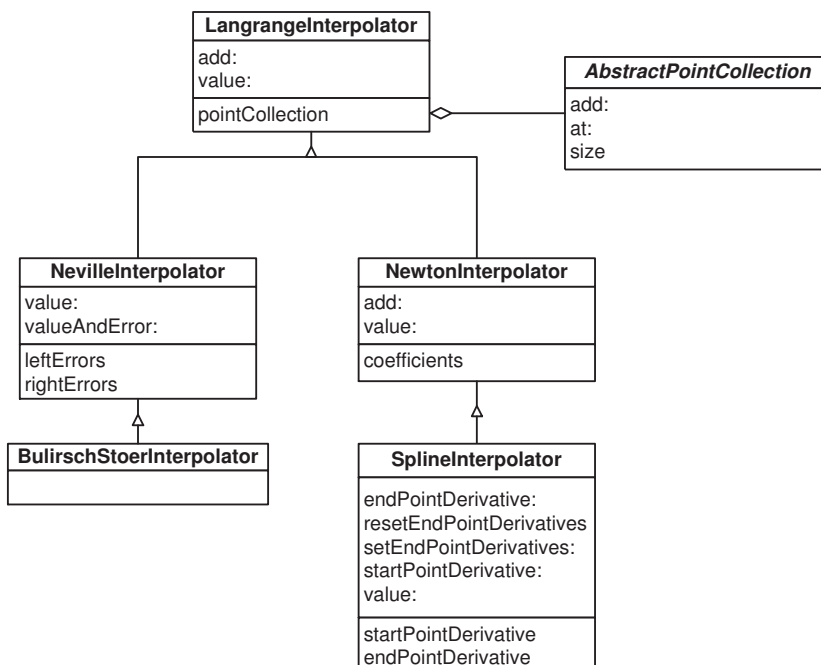 LangrangeInterpolator
add:
value:
pointCollection
AbstractPointCollection
add:
at:
size
NevilleInterpolator
value:
valueAndError:
leftErrors
rightErrors
NewtonInterpolator
add:
value:
coefficients
BulirschStoerInterpolator
SplineInterpolator
endPointDerivative:
resetEndPointDerivatives
setEndPointDerivatives:
startPointDerivative:
value:
startPointDerivative
endPointDerivative